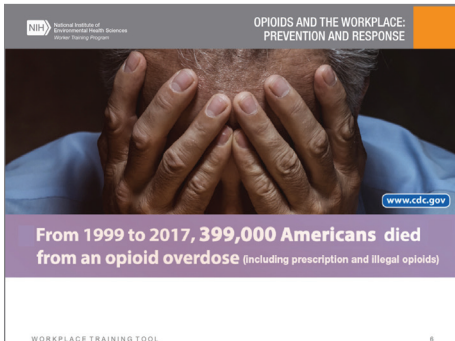 NIH
National Institute of
Environmental Health Sciences
Worker Training Program
OPIOIDS AND THE WORKPLACE:
PREVENTION AND RESPONSE
www.cdc.gov
From 1999 to 2017, 399,000 Americans died
from an opioid overdose (including prescription and illegal opioids)
WORKPLACE TRAINING TOOL
6